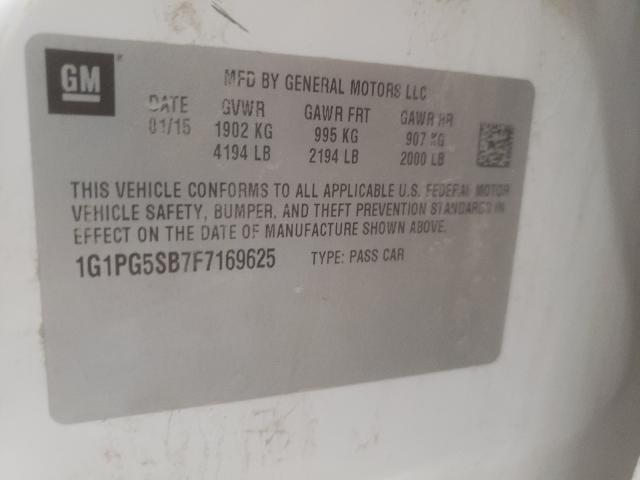 GM
MFD BY GENERAL MOTORS LLC
DATE GVWR GAWR FRT GAWR RR
01/15 1902 KG 995 KG 907 KG
4194 LB 2194 LB 2000 LB
THIS VEHICLE CONFORMS TO ALL APPLICABLE U.S. FEDERAL MOTOR
VEHICLE SAFETY, BUMPER, AND THEFT PREVENTION STANDARDS IN
EFFECT ON THE DATE OF MANUFACTURE SHOWN ABOVE.
1G1PG5SB7F7169625 TYPE: PASS CAR